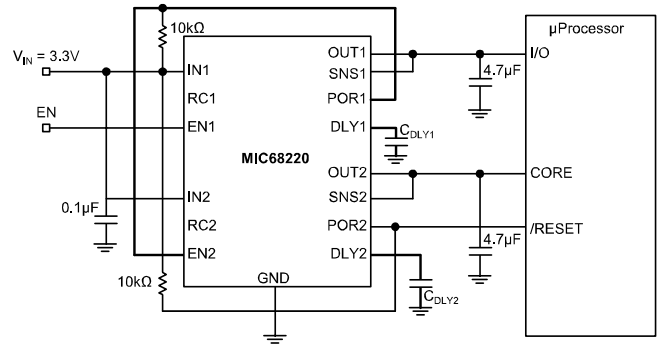 10kΩ
µProcessor
V_IN = 3.3V
IN1
OUT1
I/O
SNS1
4.7µF
RC1
POR1
EN
EN1
DLY1
C_DLY1
MIC68220
OUT2
CORE
IN2
SNS2
0.1µF
RC2
POR2
/RESET
4.7µF
EN2
DLY2
10kΩ
GND
C_DLY2